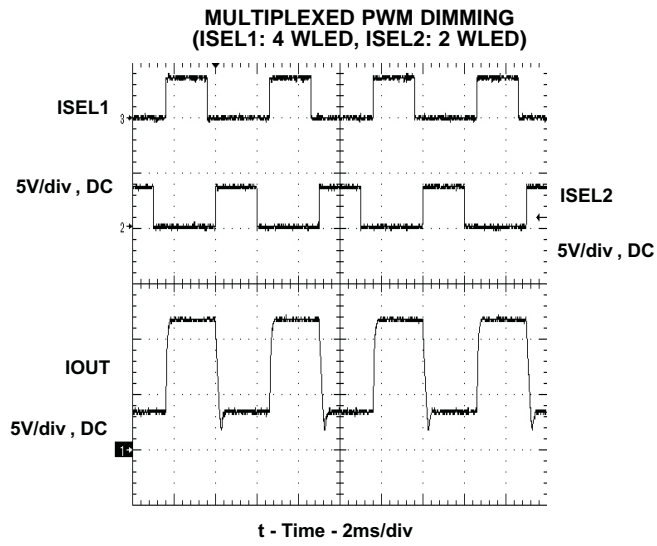 MULTIPLEXED PWM DIMMING
(ISEL1: 4 WLED, ISEL2: 2 WLED)
ISEL1
3
5V/div , DC
ISEL2
2
5V/div , DC
IOUT
5V/div , DC
1
t - Time - 2ms/div